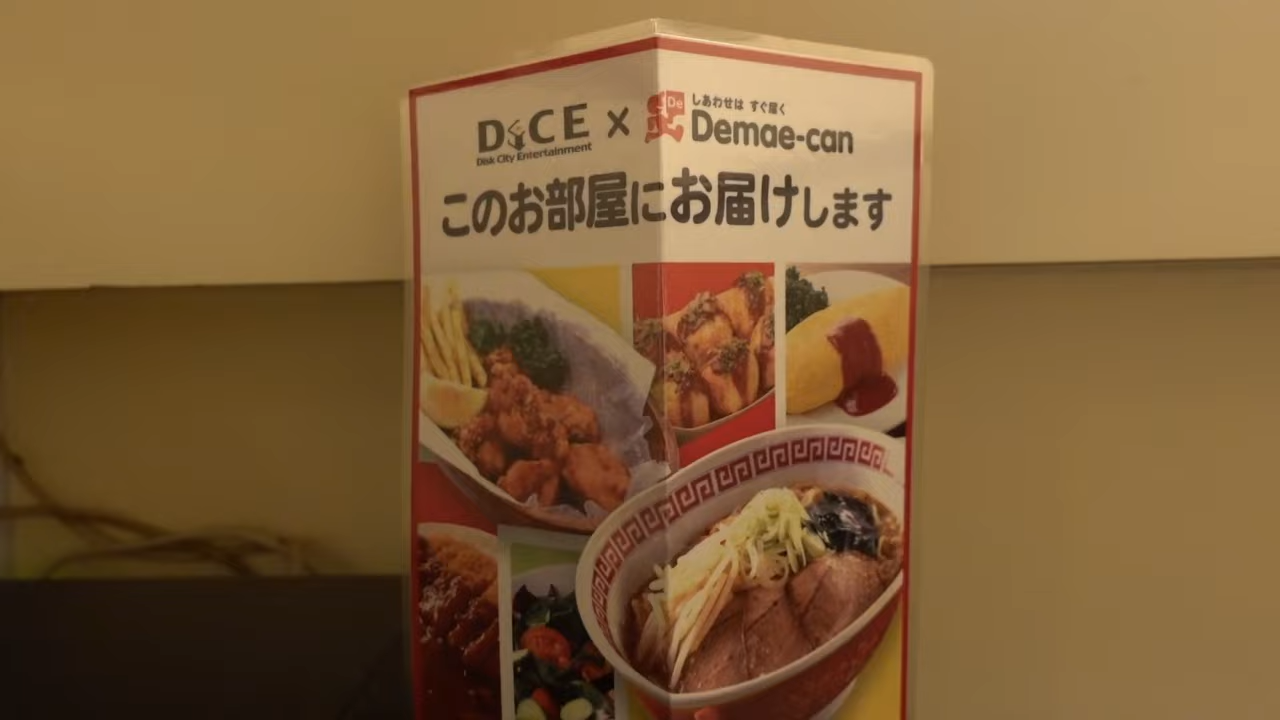 DiCE × De しあわせは すぐ届く
Disk City Entertainment Demae-can
このお部屋にお届けします